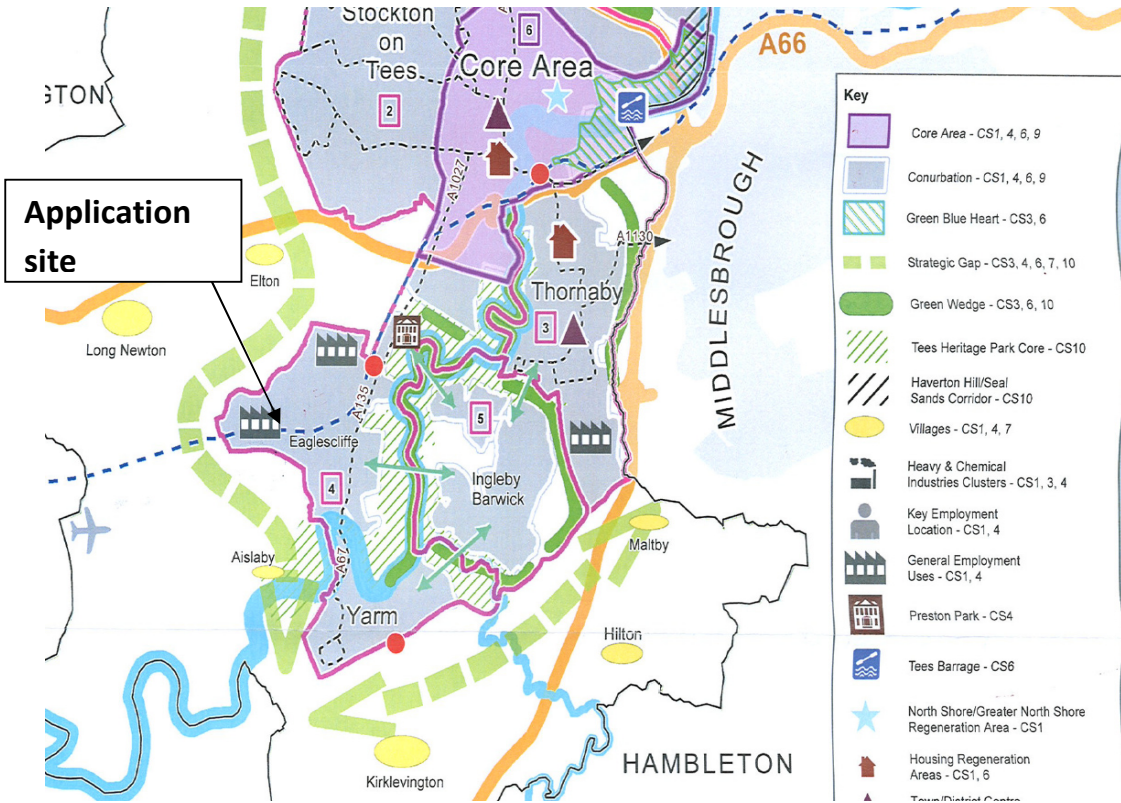 Stockton
on
Tees
2
6
Core Area
A66
GTON
A1027
Application
site
Elton
Long Newton
A1130
Thornaby
3
MIDDLESBROUGH
A135
Eaglescliffe
5
4
Ingleby
Barwick
Aislaby
A67
Maltby
Yarm
Hilton
Kirklevington
HAMBLETON
Key
Core Area - CS1, 4, 6, 9
Conurbation - CS1, 4, 6, 9
Green Blue Heart - CS3, 6
Strategic Gap - CS3, 4, 6, 7, 10
Green Wedge - CS3, 6, 10
Tees Heritage Park Core - CS10
Haverton Hill/Seal
Sands Corridor - CS10
Villages - CS1, 4, 7
Heavy & Chemical
Industries Clusters - CS1, 3, 4
Key Employment
Location - CS1, 4
General Employment
Uses - CS1, 4
Preston Park - CS4
Tees Barrage - CS6
North Shore/Greater North Shore
Regeneration Area - CS1
Housing Regeneration
Areas - CS1, 6
Town/District Centre